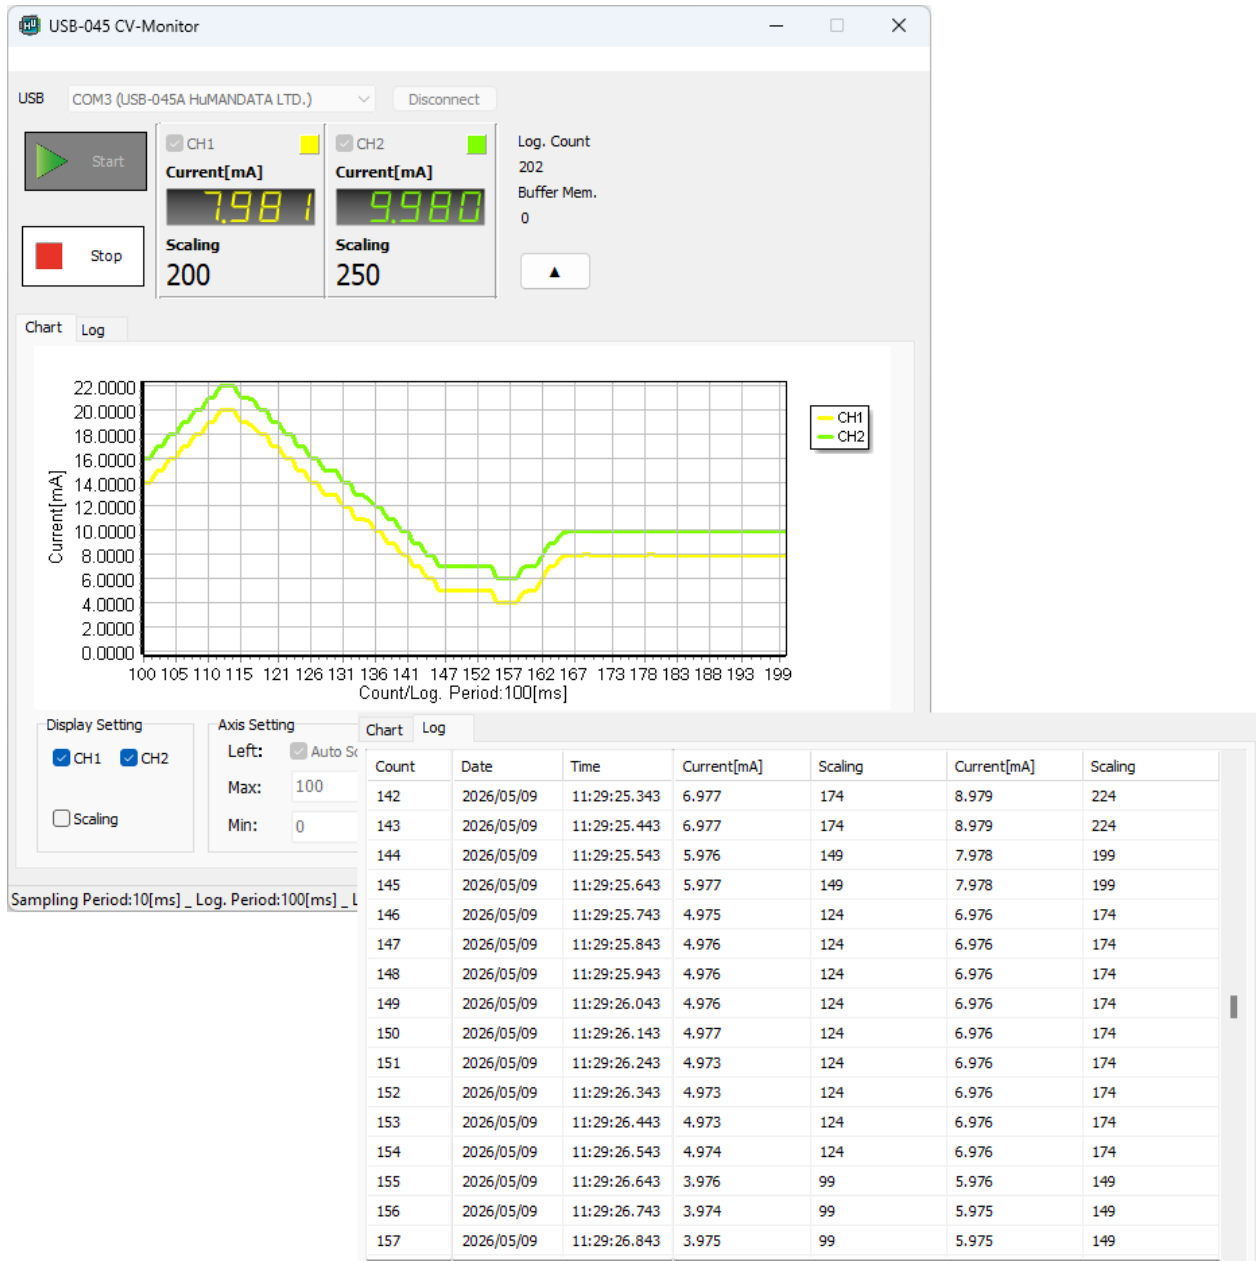 USB-045 CV-Monitor
USB COM3 (USB-045A HuMANDATA LTD.) Disconnect
Start
Stop
CH1
Current[mA]
7.981
Scaling
200
CH2
Current[mA]
9.980
Scaling
250
Log. Count
202
Buffer Mem.
0
▲
Chart Log
22.0000
20.0000
18.0000
16.0000
14.0000
12.0000
10.0000
8.0000
6.0000
4.0000
2.0000
0.0000
Current[mA]
100 105 110 115 121 126 131 136 141 147 152 157 162 167 173 178 183 188 193 199
Count/Log. Period:100[ms]
CH1
CH2
Display Setting
CH1 CH2
Scaling
Axis Setting
Left: Auto Sc
Max: 100
Min: 0
Sampling Period:10[ms] _ Log. Period:100[ms] _ L
Chart Log
Count Date Time Current[mA] Scaling Current[mA] Scaling
142 2026/05/09 11:29:25.343 6.977 174 8.979 224
143 2026/05/09 11:29:25.443 6.977 174 8.979 224
144 2026/05/09 11:29:25.543 5.976 149 7.978 199
145 2026/05/09 11:29:25.643 5.977 149 7.978 199
146 2026/05/09 11:29:25.743 4.975 124 6.976 174
147 2026/05/09 11:29:25.843 4.976 124 6.976 174
148 2026/05/09 11:29:25.943 4.976 124 6.976 174
149 2026/05/09 11:29:26.043 4.976 124 6.976 174
150 2026/05/09 11:29:26.143 4.977 124 6.976 174
151 2026/05/09 11:29:26.243 4.973 124 6.976 174
152 2026/05/09 11:29:26.343 4.973 124 6.976 174
153 2026/05/09 11:29:26.443 4.973 124 6.976 174
154 2026/05/09 11:29:26.543 4.974 124 6.976 174
155 2026/05/09 11:29:26.643 3.976 99 5.976 149
156 2026/05/09 11:29:26.743 3.974 99 5.975 149
157 2026/05/09 11:29:26.843 3.975 99 5.975 149